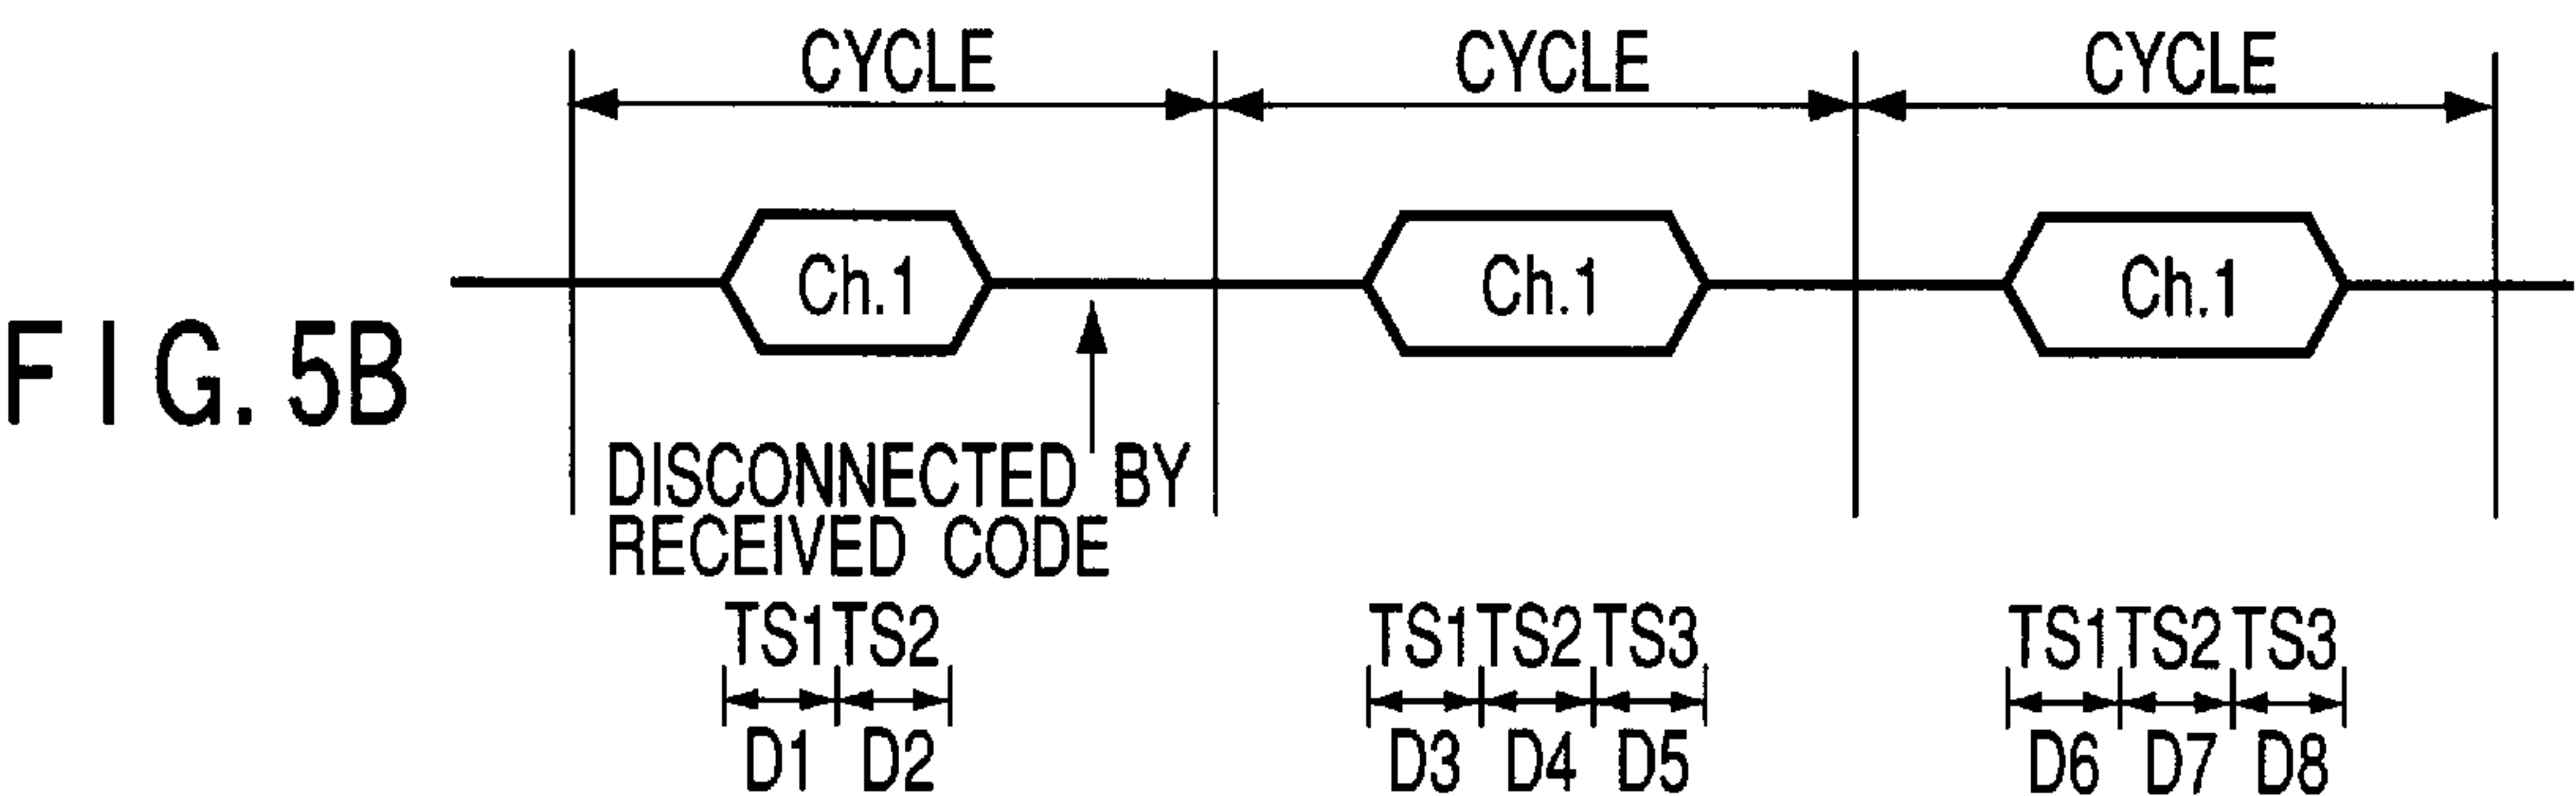 CYCLE CYCLE CYCLE
Ch.1 Ch.1 Ch.1
FIG. 5B
DISCONNECTED BY
RECEIVED CODE
TS1 TS2 TS1 TS2 TS3 TS1 TS2 TS3
D1 D2 D3 D4 D5 D6 D7 D8